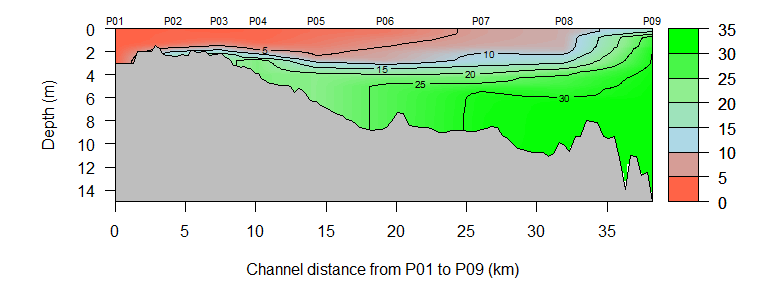 P01 P02 P03 P04 P05 P06 P07 P08 P09
0 2 4 6 8 10 12 14
Depth (m)
5 10 15 20 25 30
35 30 25 20 15 10 5 0
0 5 10 15 20 25 30 35
Channel distance from P01 to P09 (km)